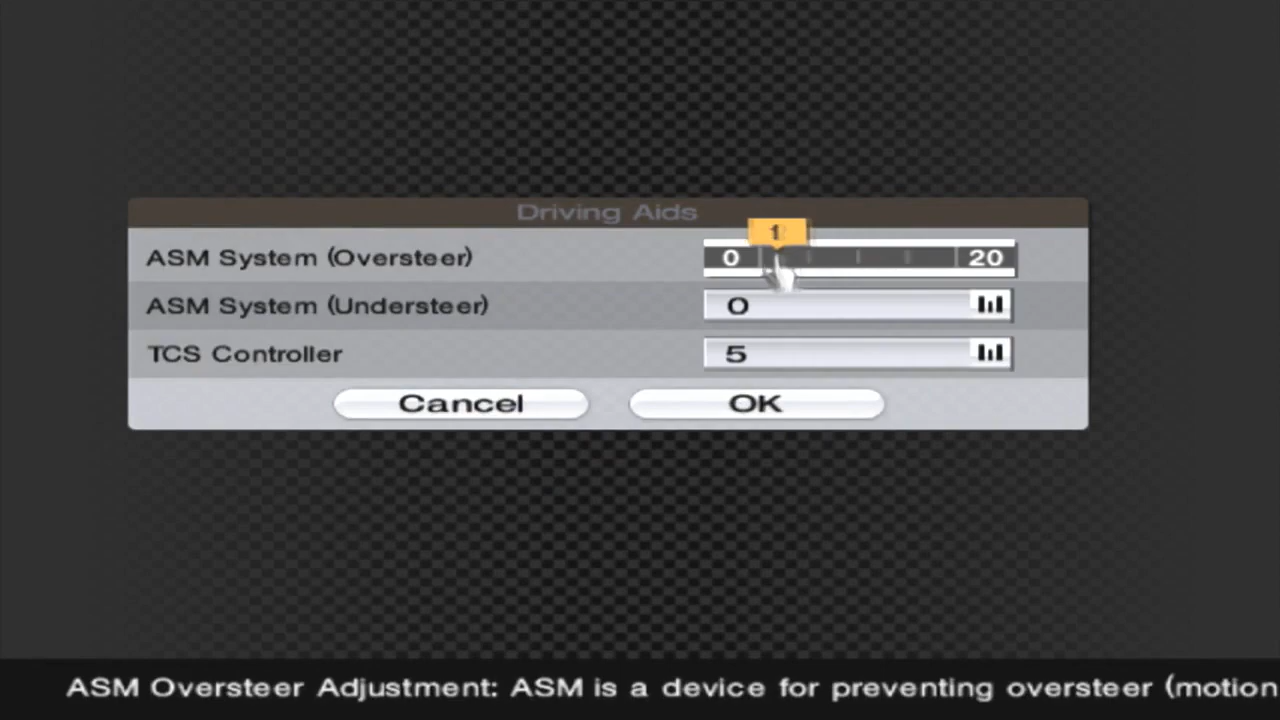 Driving Aids
1
ASM System (Oversteer)
0 20
ASM System (Understeer)
0
TCS Controller
5
Cancel OK
ASM Oversteer Adjustment: ASM is a device for preventing oversteer (motion